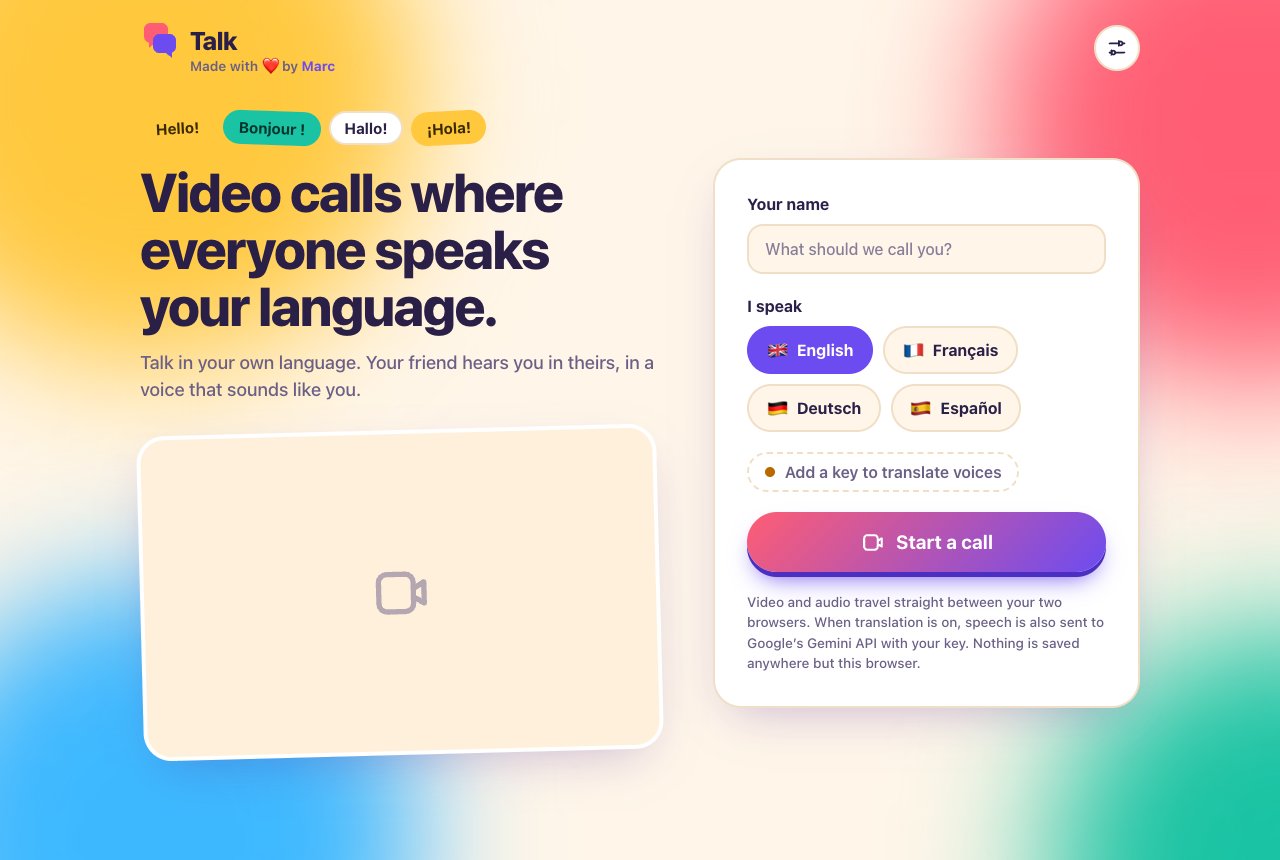 Talk
Made with ❤️ by Marc
Hello!
Bonjour !
Hallo!
¡Hola!
Video calls where
everyone speaks
your language.
Talk in your own language. Your friend hears you in theirs, in a
voice that sounds like you.
Your name
What should we call you?
I speak
🇬🇧 English
🇫🇷 Français
🇩🇪 Deutsch
🇪🇸 Español
Add a key to translate voices
Start a call
Video and audio travel straight between your two
browsers. When translation is on, speech is also sent to
Google's Gemini API with your key. Nothing is saved
anywhere but this browser.